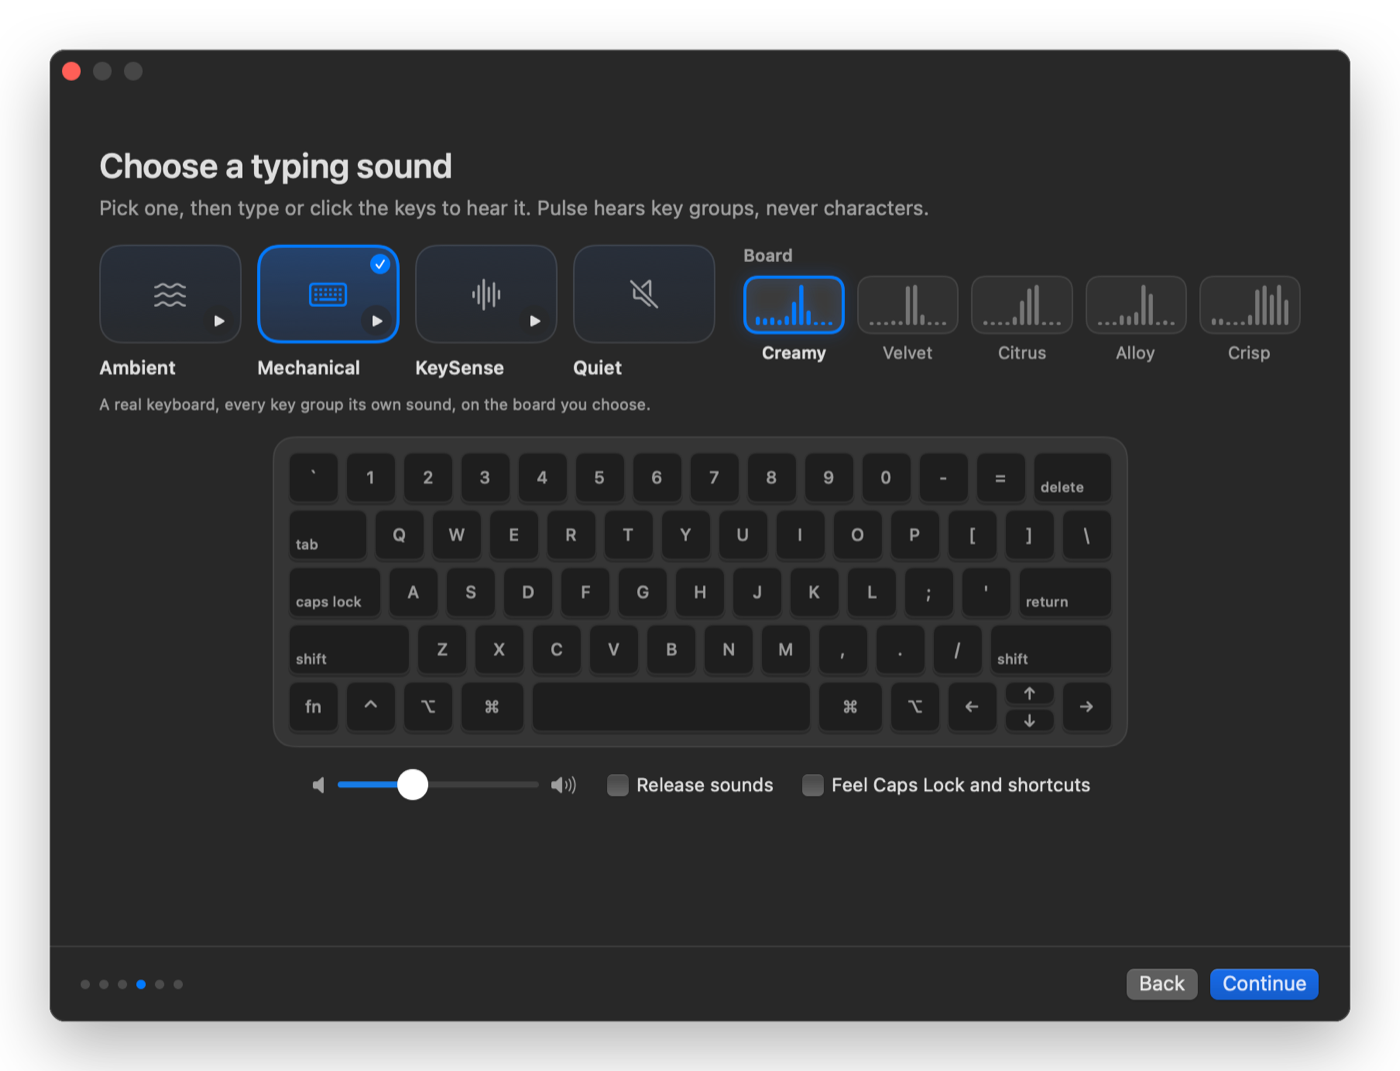 Choose a typing sound
Pick one, then type or click the keys to hear it. Pulse hears key groups, never characters.
Ambient
Mechanical
KeySense
Quiet
Board
Creamy
Velvet
Citrus
Alloy
Crisp
A real keyboard, every key group its own sound, on the board you choose.
` 1 2 3 4 5 6 7 8 9 0 - = delete
tab Q W E R T Y U I O P [ ] \
caps lock A S D F G H J K L ; ' return
shift Z X C V B N M , . / shift
fn ^ ⌥ ⌘ ⌘ ⌥ ← ↑ ↓ →
Release sounds
Feel Caps Lock and shortcuts
Back
Continue